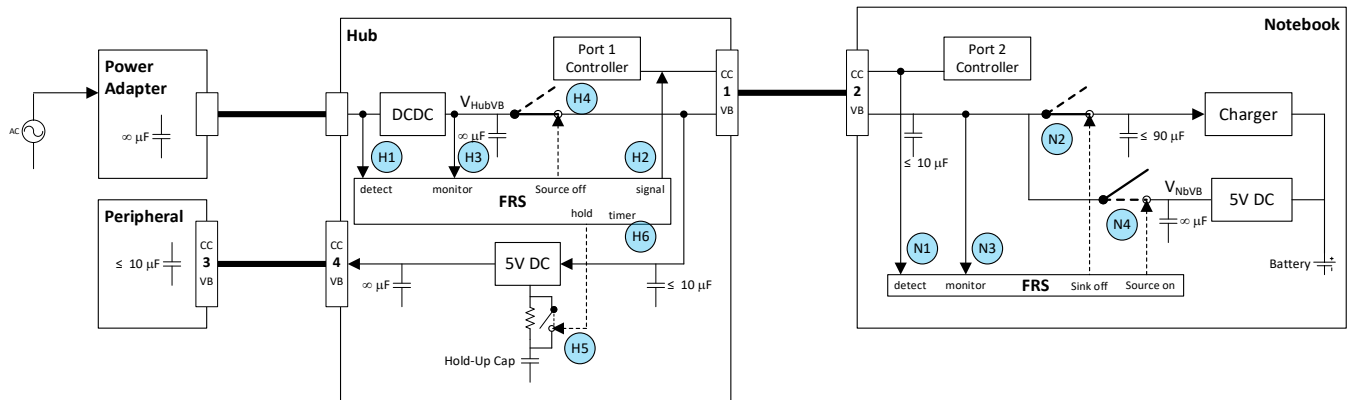 Hub
Notebook
Power
Adapter
AC
∞ µF
DCDC
V HubVB
∞ µF
H4
Port 1
Controller
CC
1
VB
H1
H3
H2
detect
monitor
Source off
signal
FRS
hold
timer
H6
Peripheral
≤ 10 µF
CC
3
VB
CC
4
VB
∞ µF
5V DC
≤ 10 µF
Hold-Up Cap
H5
CC
2
VB
Port 2
Controller
≤ 10 µF
N2
≤ 90 µF
Charger
V NbVB
N4
∞ µF
5V DC
N1
N3
Battery
detect
monitor
FRS
Sink off
Source on